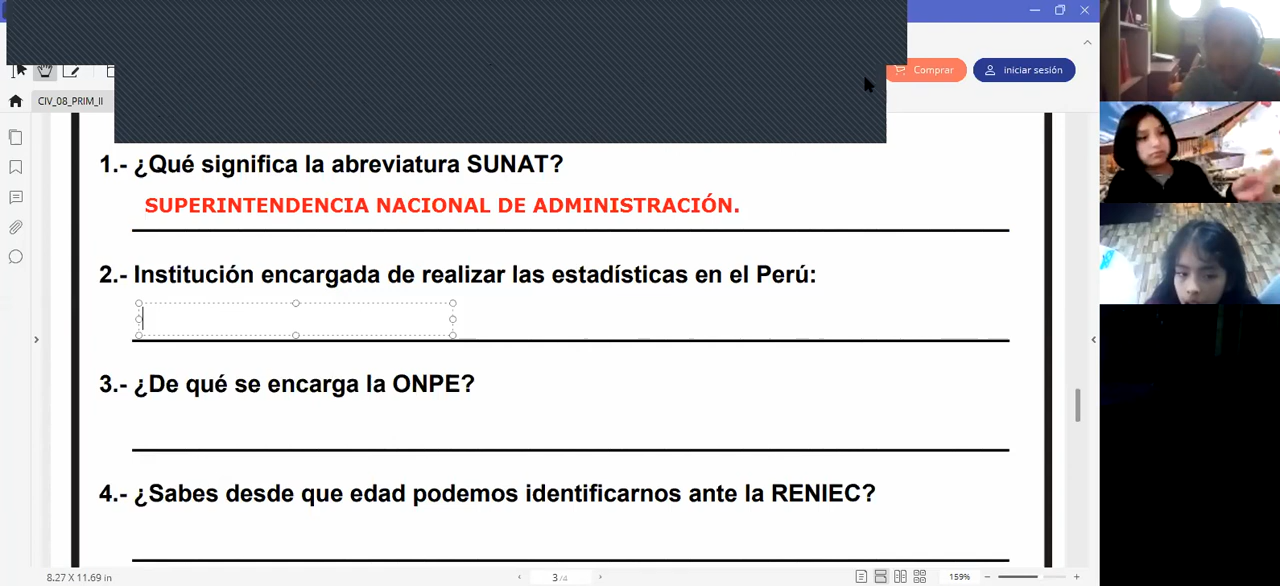 Comprar
iniciar sesión
CIV_08_PRIM_II
1.- ¿Qué significa la abreviatura SUNAT?
SUPERINTENDENCIA NACIONAL DE ADMINISTRACIÓN.
2.- Institución encargada de realizar las estadísticas en el Perú:
3.- ¿De qué se encarga la ONPE?
4.- ¿Sabes desde que edad podemos identificarnos ante la RENIEC?
8.27 X 11.69 in
3 /4
159%